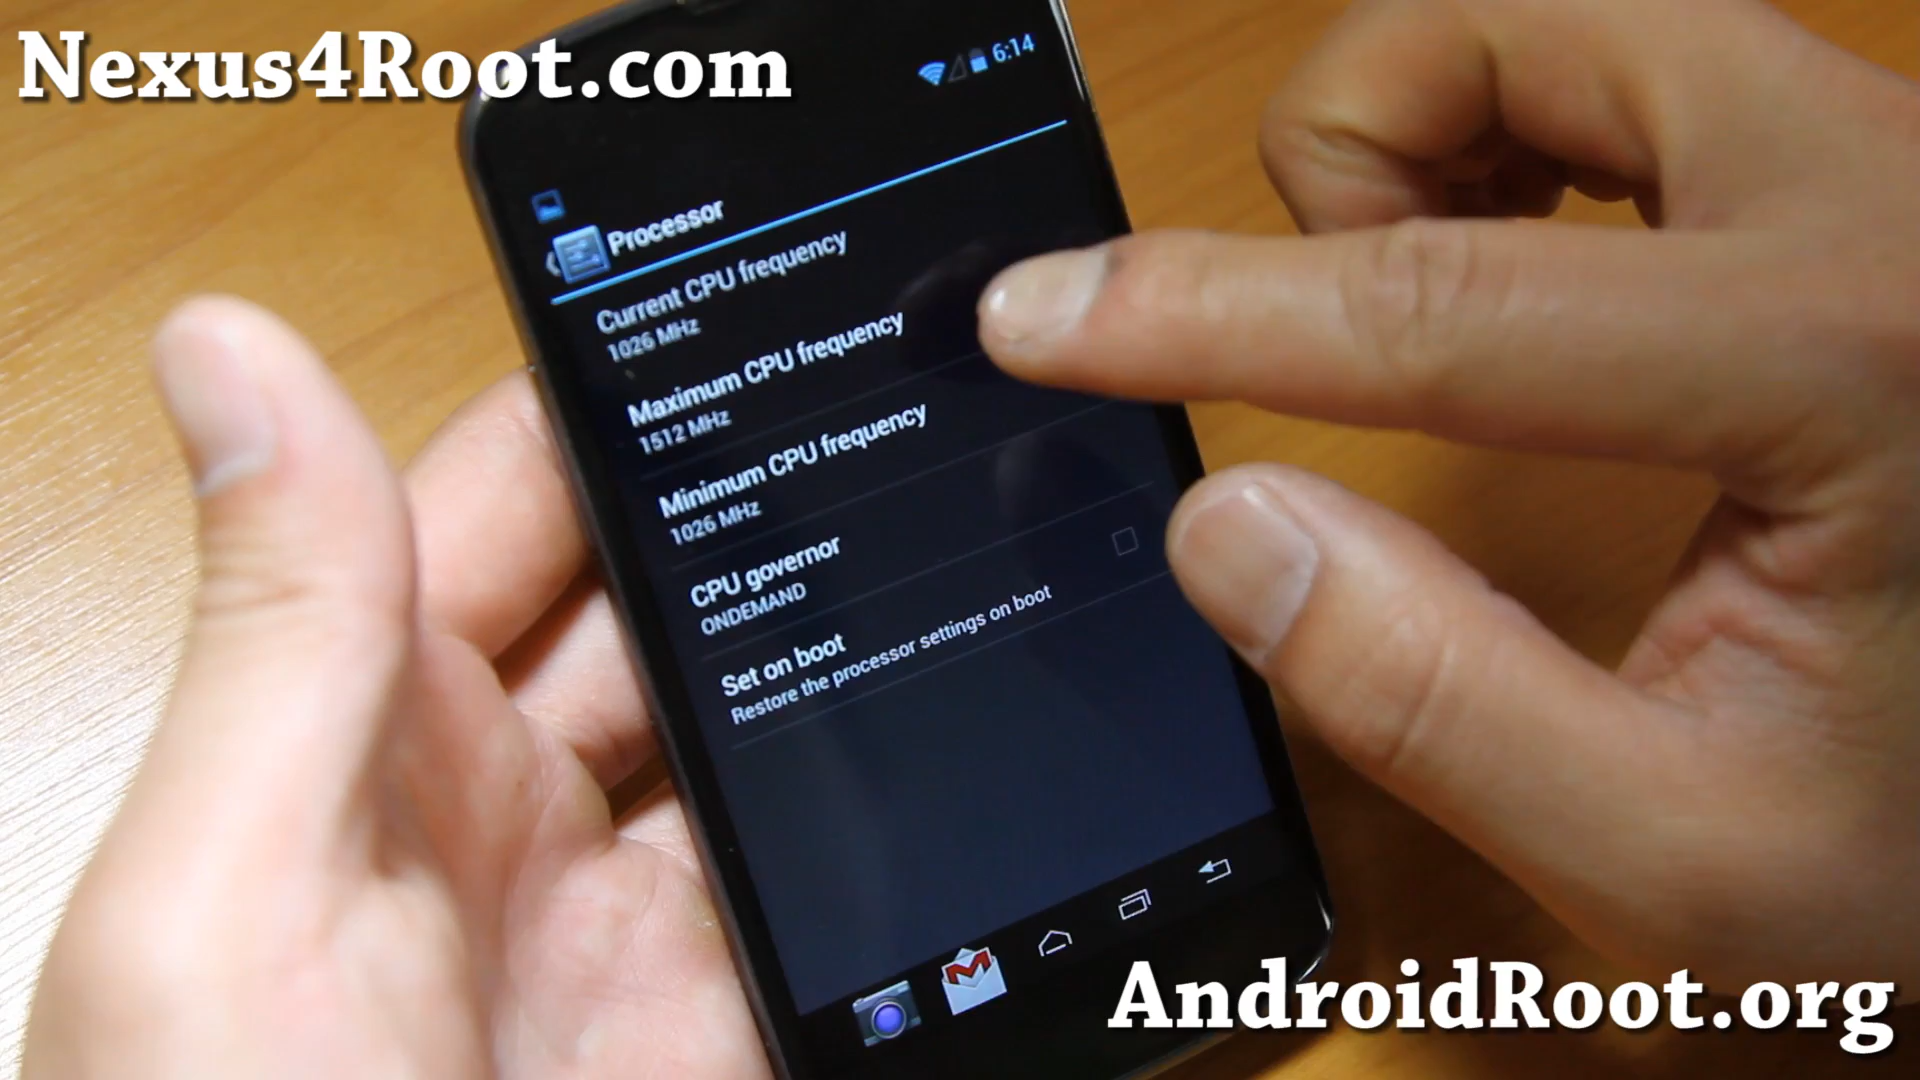 Nexus4Root.com
6:14
Processor
Current CPU frequency
1026 MHz
Maximum CPU frequency
1512 MHz
Minimum CPU frequency
1026 MHz
CPU governor
ONDEMAND
Set on boot
Restore the processor settings on boot
AndroidRoot.org